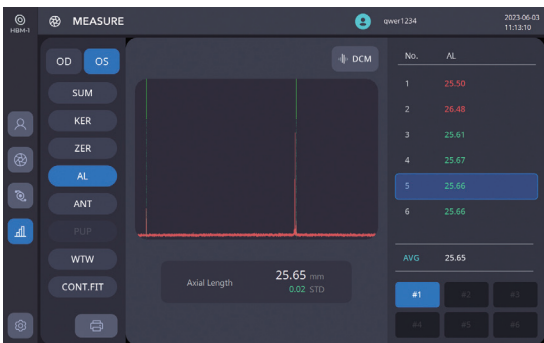 HBM-1
MEASURE
qwer1234
2023-06-03
11:13:10
OD OS
SUM
KER
ZER
AL
ANT
PUP
WTW
CONT.FIT
DCM
Axial Length
25.65 mm
0.02 STD
No. AL
1 25.50
2 26.48
3 25.61
4 25.67
5 25.66
6 25.66
AVG 25.65
#1 #2 #3
#4 #5 #6